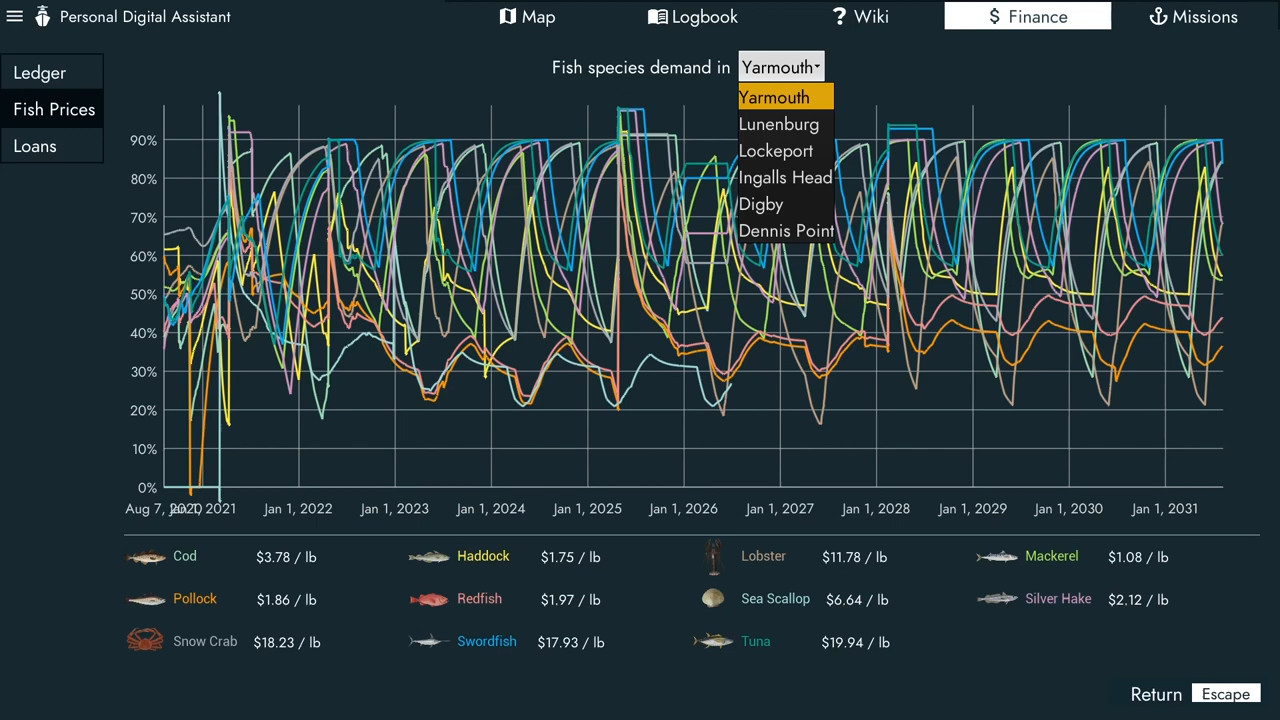 Personal Digital Assistant
Map
Logbook
? Wiki
$ Finance
Missions
Ledger
Fish Prices
Loans
Fish species demand in Yarmouth
Yarmouth
Lunenburg
Lockeport
Ingalls Head
Digby
Dennis Point
90%
80%
70%
60%
50%
40%
30%
20%
10%
0%
Aug 7, 2020 Jan 1, 2021 Jan 1, 2022 Jan 1, 2023 Jan 1, 2024 Jan 1, 2025 Jan 1, 2026 Jan 1, 2027 Jan 1, 2028 Jan 1, 2029 Jan 1, 2030 Jan 1, 2031
Cod $3.78 / lb Haddock $1.75 / lb Lobster $11.78 / lb Mackerel $1.08 / lb
Pollock $1.86 / lb Redfish $1.97 / lb Sea Scallop $6.64 / lb Silver Hake $2.12 / lb
Snow Crab $18.23 / lb Swordfish $17.93 / lb Tuna $19.94 / lb
Return Escape